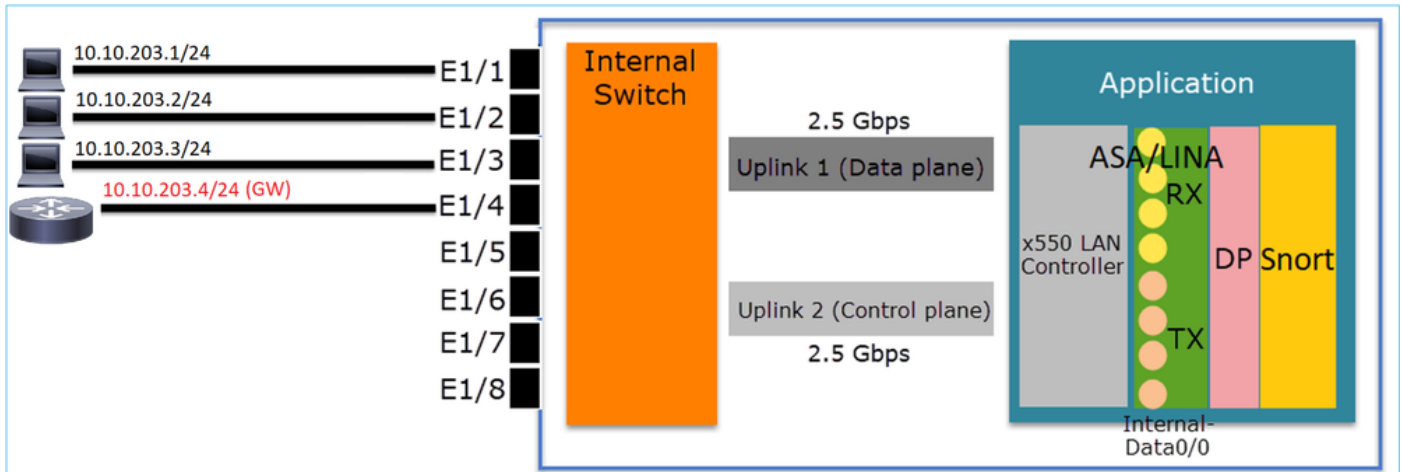 10.10.203.1/24
10.10.203.2/24
10.10.203.3/24
10.10.203.4/24 (GW)
E1/1
E1/2
E1/3
E1/4
E1/5
E1/6
E1/7
E1/8
Internal
Switch
2.5 Gbps
Uplink 1 (Data plane)
Uplink 2 (Control plane)
2.5 Gbps
Application
x550 LAN
Controller
ASA/LINA
RX
TX
DP
Snort
Internal-
Data0/0